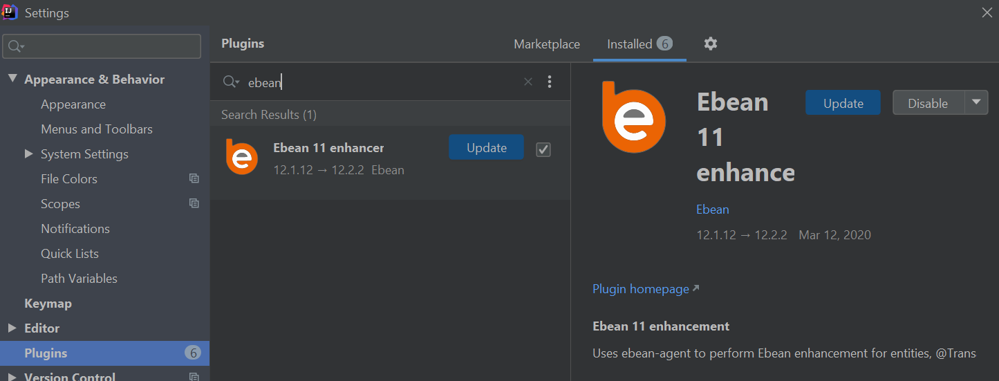 Settings
Appearance & Behavior
Appearance
Menus and Toolbars
System Settings
File Colors
Scopes
Notifications
Quick Lists
Path Variables
Keymap
Editor
Plugins 6
Version Control
Plugins
Marketplace
Installed 6
ebean
Search Results (1)
Ebean 11 enhancer
Update
12.1.12 → 12.2.2 Ebean
Ebean
11
enhance
Update
Disable
Ebean
12.1.12 → 12.2.2 Mar 12, 2020
Plugin homepage
Ebean 11 enhancement
Uses ebean-agent to perform Ebean enhancement for entities, @Trans